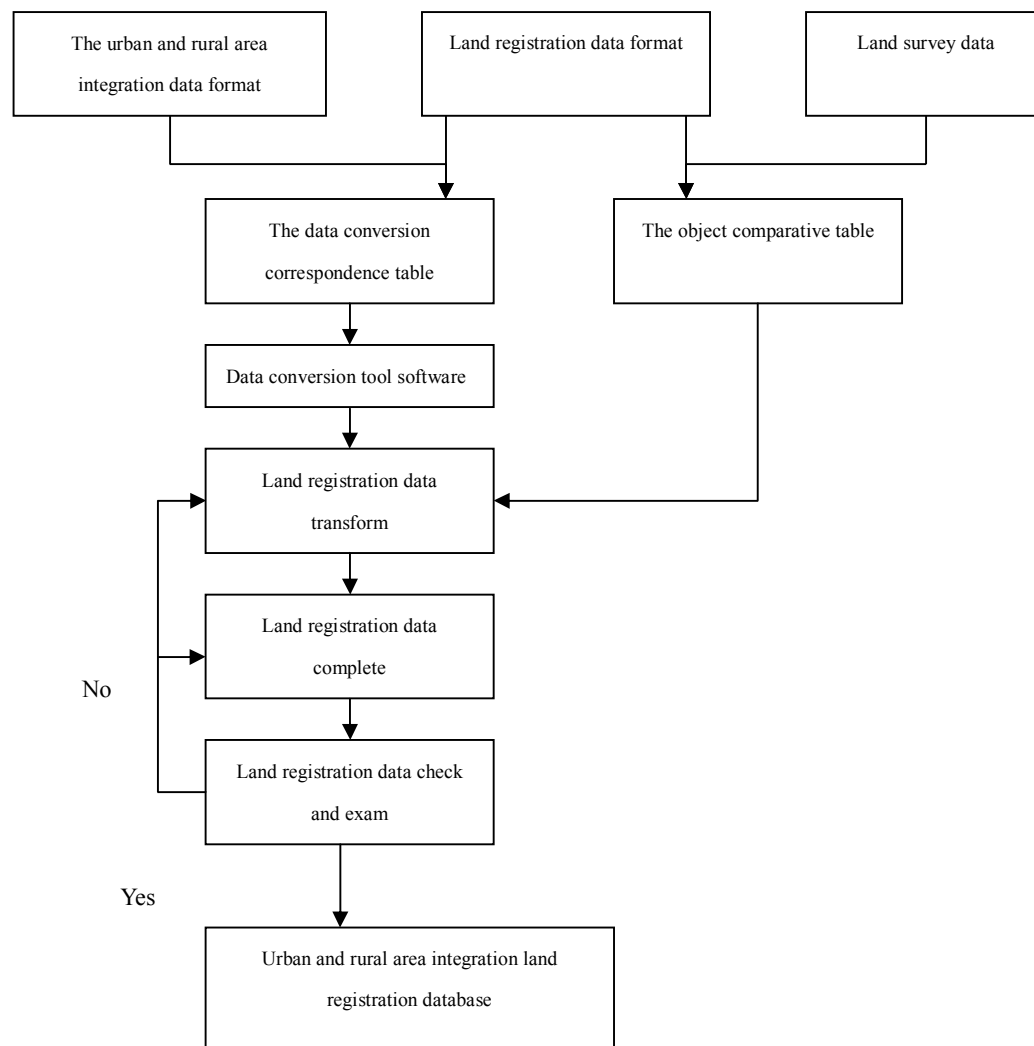 The urban and rural area
integration data format
Land registration data format
Land survey data
The data conversion
correspondence table
The object comparative table
Data conversion tool software
Land registration data
transform
Land registration data
complete
No
Land registration data check
and exam
Yes
Urban and rural area integration land
registration database